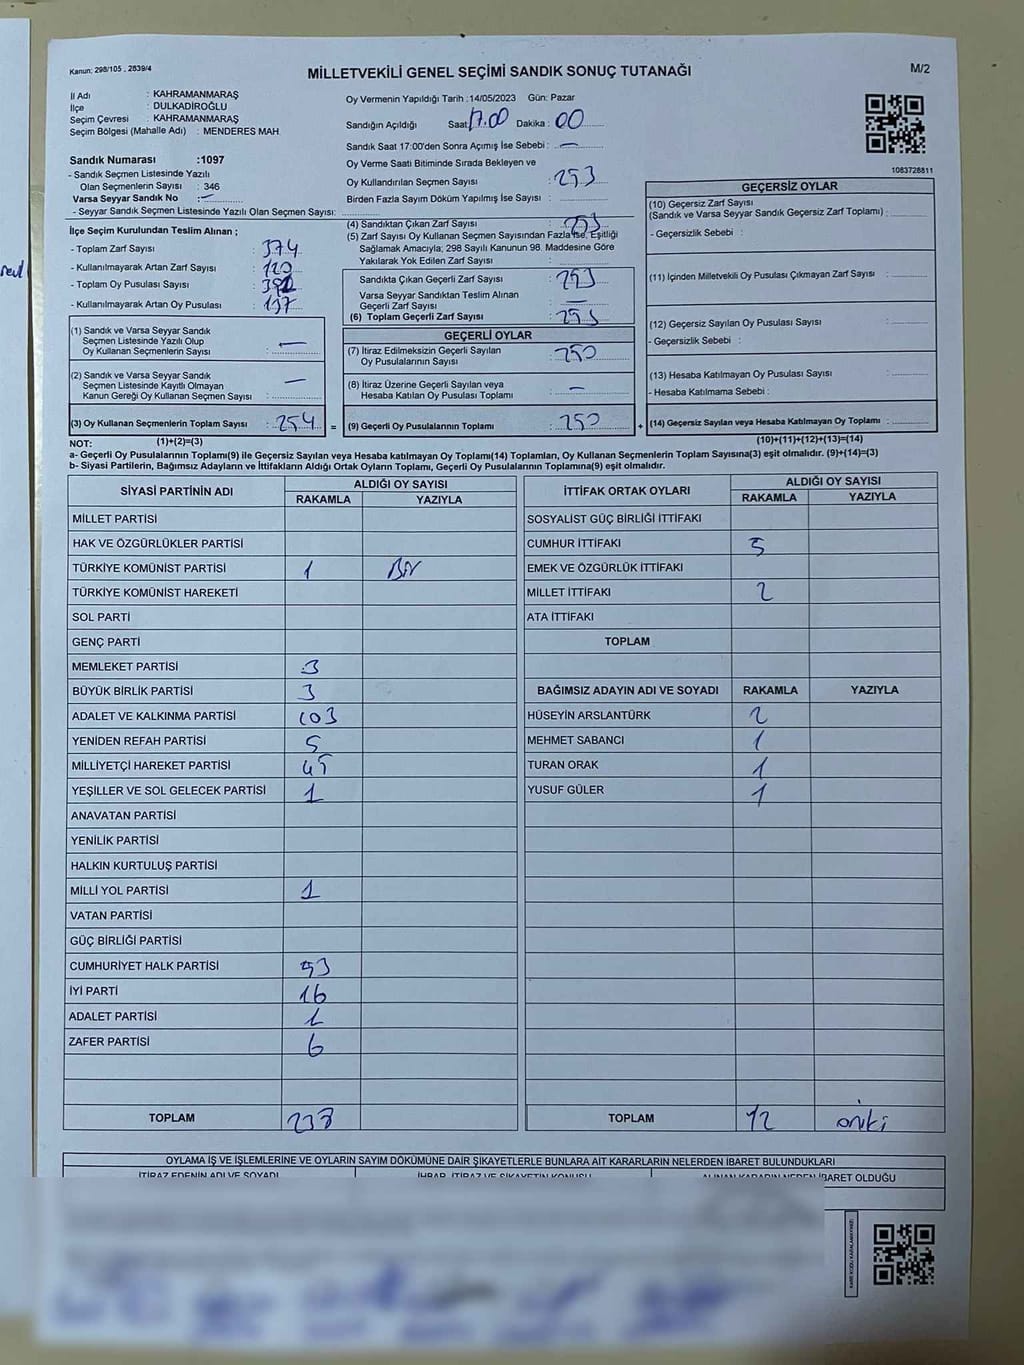 Kanun: 298/105 , 2839/4
MİLLETVEKİLİ GENEL SEÇİMİ SANDIK SONUÇ TUTANAĞI
M/2
İl Adı : KAHRAMANMARAŞ
İlçe : DULKADİROĞLU
Seçim Çevresi : KAHRAMANMARAŞ
Seçim Bölgesi (Mahalle Adı) : MENDERES MAH.
Sandık Numarası :1097
- Sandık Seçmen Listesinde Yazılı
Olan Seçmenlerin Sayısı : 346
Varsa Seyyar Sandık No : –
- Seyyar Sandık Seçmen Listesinde Yazılı Olan Seçmen Sayısı:
Oy Vermenin Yapıldığı Tarih :14/05/2023 Gün: Pazar
Sandığın Açıldığı Saat 17.00 Dakika : 00
Sandık Saat 17:00'den Sonra Açımış İse Sebebi : –
Oy Verme Saati Bitiminde Sırada Bekleyen ve
Oy Kullandırılan Seçmen Sayısı : 253
Birden Fazla Sayım Döküm Yapılmış İse Sayısı :
1083728811
İlçe Seçim Kurulundan Teslim Alınan ;
- Toplam Zarf Sayısı : 374
- Kullanılmayarak Artan Zarf Sayısı : 120
- Toplam Oy Pusulası Sayısı :
- Kullanılmayarak Artan Oy Pusulası : 137
(1) Sandık ve Varsa Seyyar Sandık
Seçmen Listesinde Yazılı Olup
Oy Kullanan Seçmenlerin Sayısı : –
(2) Sandık ve Varsa Seyyar Sandık
Seçmen Listesinde Kayıtlı Olmayan
Kanun Gereği Oy Kullanan Seçmen Sayısı : –
(3) Oy Kullanan Seçmenlerin Toplam Sayısı : 254 =
(4) Sandıktan Çıkan Zarf Sayısı : 253
(5) Zarf Sayısı Oy Kullanan Seçmen Sayısından Fazla İse, Eşitliği
Sağlamak Amacıyla; 298 Sayılı Kanunun 98. Maddesine Göre
Yakılarak Yok Edilen Zarf Sayısı :
Sandıkta Çıkan Geçerli Zarf Sayısı : 253
Varsa Seyyar Sandıktan Teslim Alınan
Geçerli Zarf Sayısı : –
(6) Toplam Geçerli Zarf Sayısı : 253
GEÇERLİ OYLAR
(7) İtiraz Edilmeksizin Geçerli Sayılan
Oy Pusulalarının Sayısı : 250
(8) İtiraz Üzerine Geçerli Sayılan veya
Hesaba Katılan Oy Pusulası Toplamı : –
(9) Geçerli Oy Pusulalarının Toplamı : 250 +
GEÇERSİZ OYLAR
(10) Geçersiz Zarf Sayısı
(Sandık ve Varsa Seyyar Sandık Geçersiz Zarf Toplamı) :
- Geçersizlik Sebebi :
(11) İçinden Milletvekili Oy Pusulası Çıkmayan Zarf Sayısı :
(12) Geçersiz Sayılan Oy Pusulası Sayısı :
- Geçersizlik Sebebi :
(13) Hesaba Katılmayan Oy Pusulası Sayısı :
- Hesaba Katılmama Sebebi :
(14) Geçersiz Sayılan veya Hesaba Katılmayan Oy Toplamı :
NOT: (1)+(2)=(3)
(10)+(11)+(12)+(13)=(14)
a- Geçerli Oy Pusulalarının Toplamı(9) ile Geçersiz Sayılan veya Hesaba katılmayan Oy Toplamı(14) Toplamları, Oy Kullanan Seçmenlerin Toplam Sayısına(3) eşit olmalıdır. (9)+(14)=(3)
b- Siyasi Partilerin, Bağımsız Adayların ve İttifakların Aldığı Ortak Oyların Toplamı, Geçerli Oy Pusulalarının Toplamına(9) eşit olmalıdır.
SİYASİ PARTİNİN ADI ALDIĞI OY SAYISI
RAKAMLA YAZIYLA
MİLLET PARTİSİ
HAK VE ÖZGÜRLÜKLER PARTİSİ
TÜRKİYE KOMÜNİST PARTİSİ 1 Bir
TÜRKİYE KOMÜNİST HAREKETİ
SOL PARTİ
GENÇ PARTİ
MEMLEKET PARTİSİ 3
BÜYÜK BİRLİK PARTİSİ 3
ADALET VE KALKINMA PARTİSİ 103
YENİDEN REFAH PARTİSİ 5
MİLLİYETÇİ HAREKET PARTİSİ 45
YEŞİLLER VE SOL GELECEK PARTİSİ 1
ANAVATAN PARTİSİ
YENİLİK PARTİSİ
HALKIN KURTULUŞ PARTİSİ
MİLLİ YOL PARTİSİ 1
VATAN PARTİSİ
GÜÇ BİRLİĞİ PARTİSİ
CUMHURİYET HALK PARTİSİ 53
İYİ PARTİ 16
ADALET PARTİSİ 1
ZAFER PARTİSİ 6
TOPLAM 238
İTTİFAK ORTAK OYLARI ALDIĞI OY SAYISI
RAKAMLA YAZIYLA
SOSYALİST GÜÇ BİRLİĞİ İTTİFAKI
CUMHUR İTTİFAKI 5
EMEK VE ÖZGÜRLÜK İTTİFAKI
MİLLET İTTİFAKI 2
ATA İTTİFAKI
TOPLAM
BAĞIMSIZ ADAYIN ADI VE SOYADI RAKAMLA YAZIYLA
HÜSEYİN ARSLANTÜRK 2
MEHMET SABANCI 1
TURAN ORAK 1
YUSUF GÜLER 1
TOPLAM 12 oniki
OYLAMA İŞ VE İŞLEMLERİNE VE OYLARIN SAYIM DÖKÜMÜNE DAİR ŞİKAYETLERLE BUNLARA AİT KARARLARIN NELERDEN İBARET BULUNDUKLARI
İTİRAZ EDENİN ADI VE SOYADI İHBAR, İTİRAZ VE ŞİKAYETİN KONUSU ALINAN KARARIN NEDEN İBARET OLDUĞU